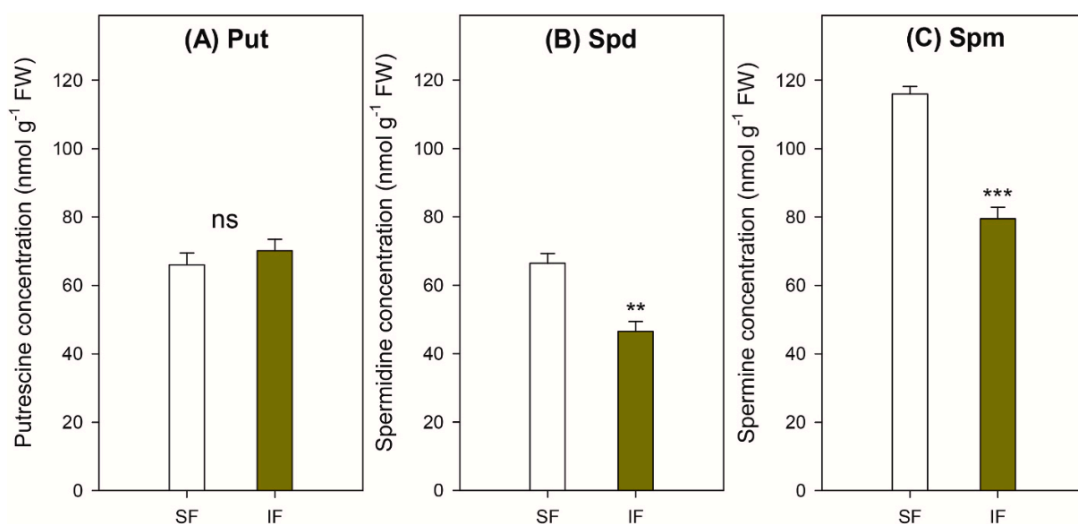 (A) Put
Putrescine concentration (nmol g⁻¹ FW)
120
100
80
60
40
20
0
ns
SF IF
(B) Spd
Spermidine concentration (nmol g⁻¹ FW)
120
100
80
60
40
20
0
**
SF IF
(C) Spm
Spermine concentration (nmol g⁻¹ FW)
120
100
80
60
40
20
0
***
SF IF